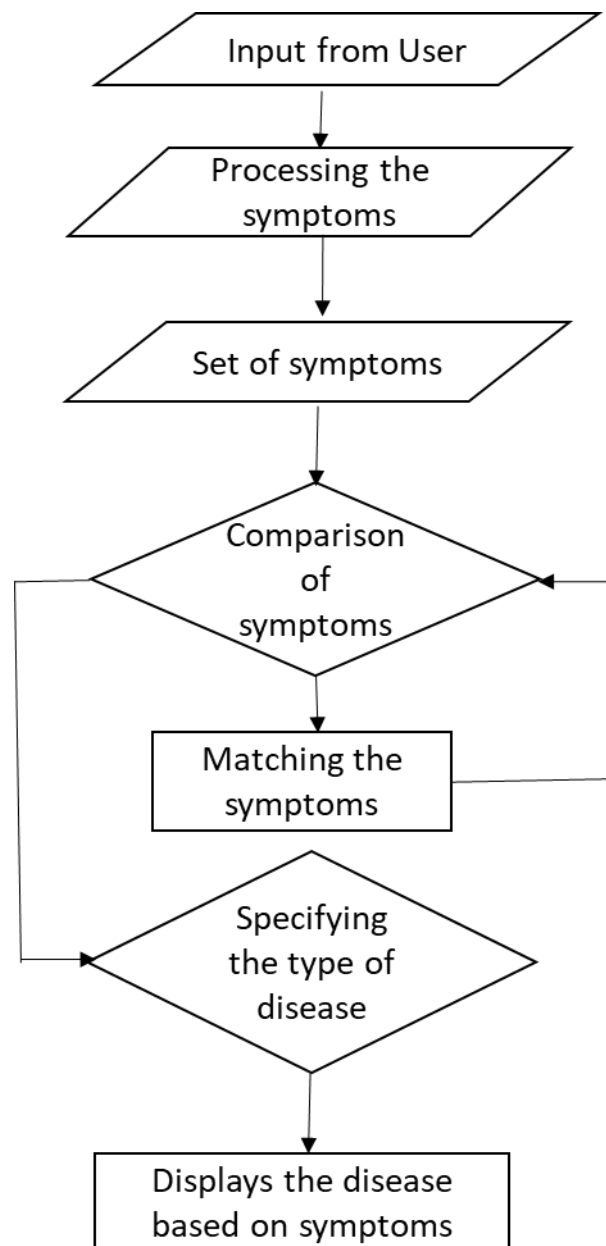 Input from User
Processing the
symptoms
Set of symptoms
Comparison
of
symptoms
Matching the
symptoms
Specifying
the type of
disease
Displays the disease
based on symptoms